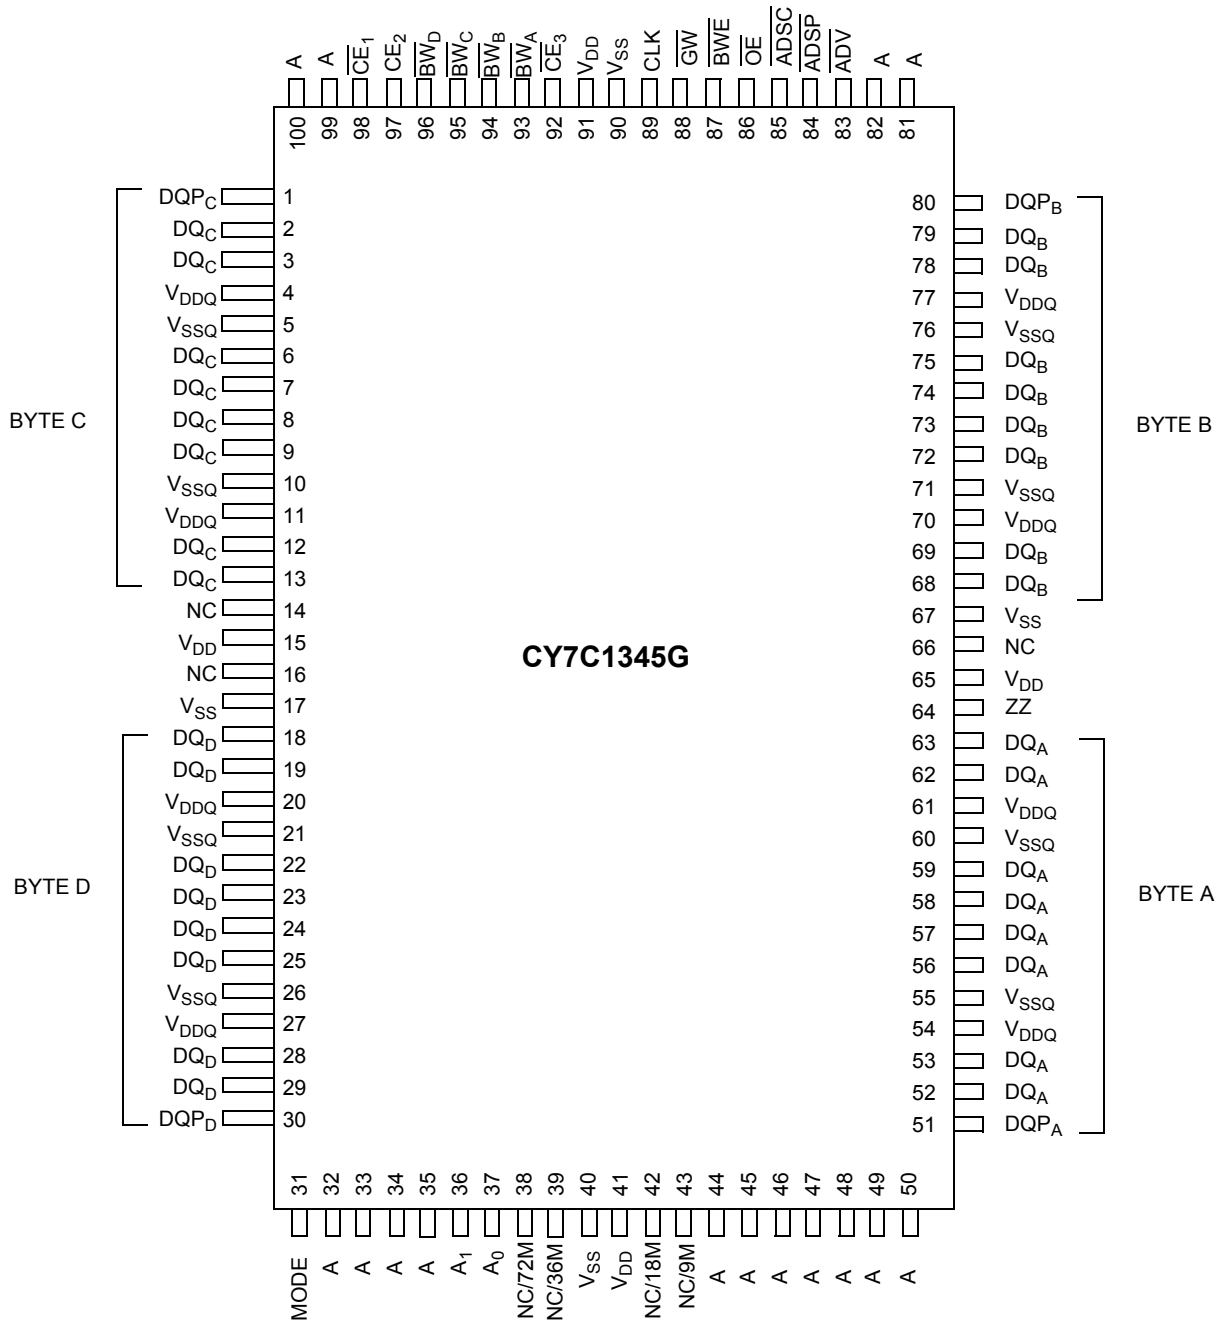 A A CE1 CE2 BWD BWC BWB BWA CE3 VDD VSS CLK GW BWE OE ADSC ADSP ADV A A
100 99 98 97 96 95 94 93 92 91 90 89 88 87 86 85 84 83 82 81
BYTE C
DQPC 1
DQC 2
DQC 3
VDDQ 4
VSSQ 5
DQC 6
DQC 7
DQC 8
DQC 9
VSSQ 10
VDDQ 11
DQC 12
DQC 13
NC 14
VDD 15
NC 16
VSS 17
BYTE D
DQD 18
DQD 19
VDDQ 20
VSSQ 21
DQD 22
DQD 23
DQD 24
DQD 25
VSSQ 26
VDDQ 27
DQD 28
DQD 29
DQPD 30
CY7C1345G
80 DQPB
79 DQB
78 DQB
77 VDDQ
76 VSSQ
75 DQB
74 DQB
73 DQB
72 DQB
71 VSSQ
70 VDDQ
69 DQB
68 DQB
BYTE B
67 VSS
66 NC
65 VDD
64 ZZ
63 DQA
62 DQA
61 VDDQ
60 VSSQ
59 DQA
58 DQA
57 DQA
56 DQA
55 VSSQ
54 VDDQ
53 DQA
52 DQA
51 DQPA
BYTE A
31 32 33 34 35 36 37 38 39 40 41 42 43 44 45 46 47 48 49 50
MODE A A A A A1 A0 NC/72M NC/36M VSS VDD NC/18M NC/9M A A A A A A A